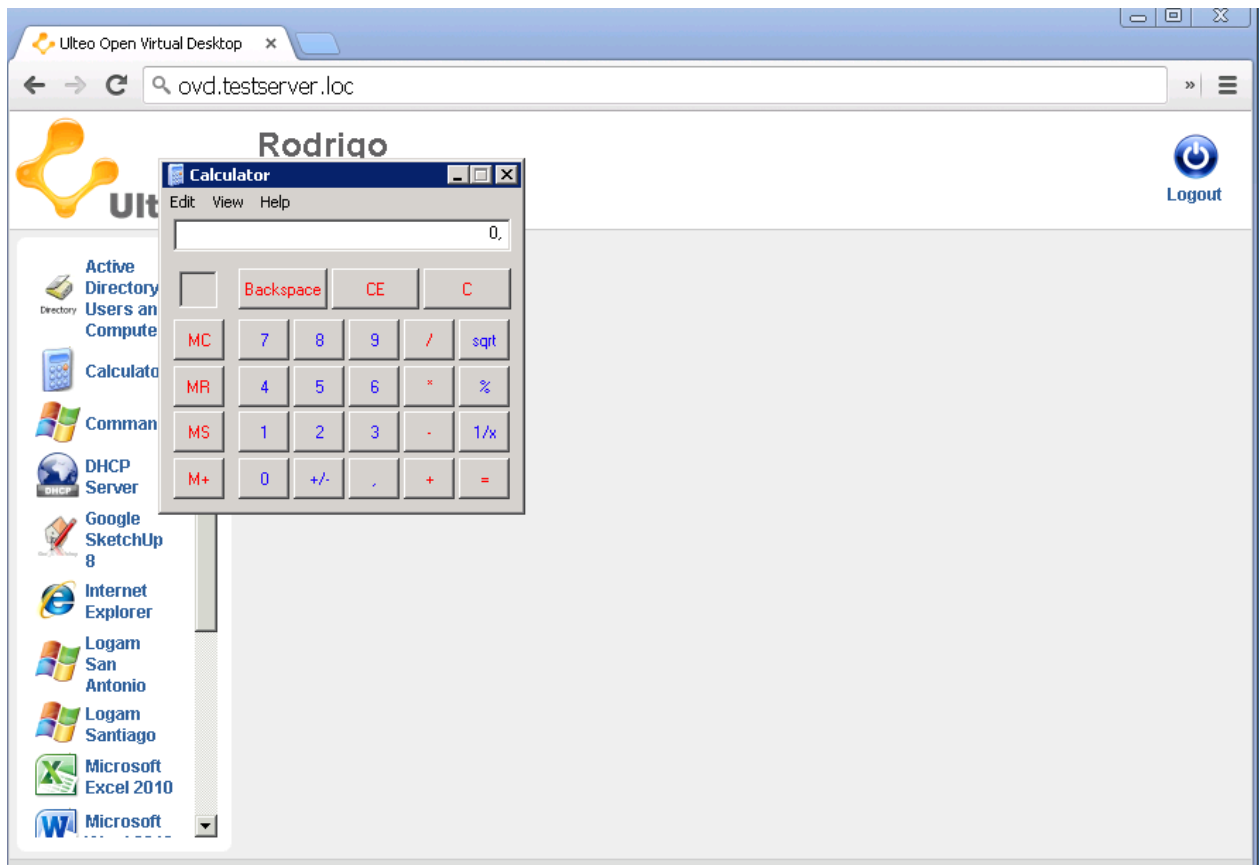 Ulteo Open Virtual Desktop
ovd.testserver.loc
»
Rodrigo
Ult
Logout
Calculator
Edit View Help
0,
Backspace CE C
MC 7 8 9 / sqrt
MR 4 5 6 * %
MS 1 2 3 - 1/x
M+ 0 +/- , + =
Active
Directory
Users an
Compute
Directory
Calculato
Comman
DHCP
Server
DHCP
Google
SketchUp
8
Internet
Explorer
Logam
San
Antonio
Logam
Santiago
Microsoft
Excel 2010
Microsoft